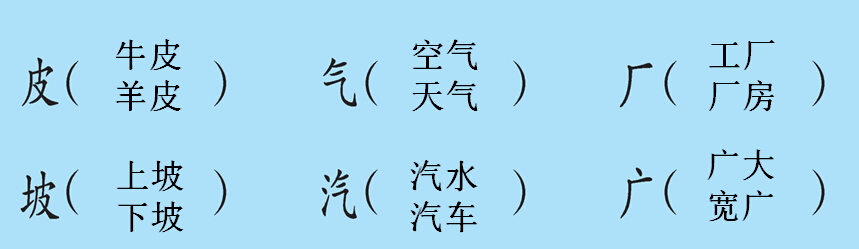 皮( 牛皮 羊皮 ) 气( 空气 天气 ) 厂( 工厂 厂房 )
坡( 上坡 下坡 ) 汽( 汽水 汽车 ) 广( 广大 宽广 )